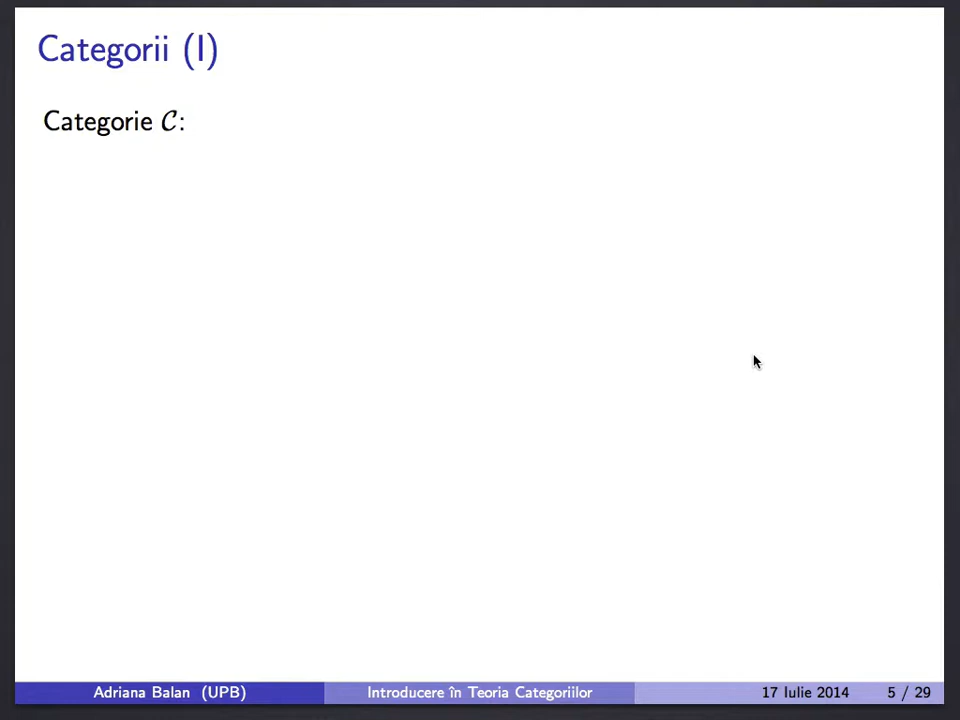 Categorii (I)
Categorie 𝒞:
Adriana Balan (UPB) Introducere în Teoria Categoriilor 17 Iulie 2014 5 / 29